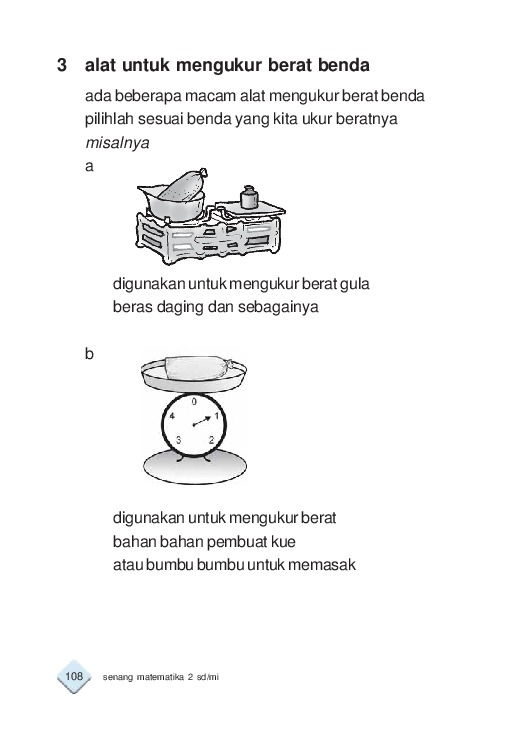 3 alat untuk mengukur berat benda
ada beberapa macam alat mengukur berat benda
pilihlah sesuai benda yang kita ukur beratnya
misalnya
a
digunakan untuk mengukur berat gula
beras daging dan sebagainya
b
0
4 1
3 2
digunakan untuk mengukur berat
bahan bahan pembuat kue
atau bumbu bumbu untuk memasak
108 senang matematika 2 sd/mi